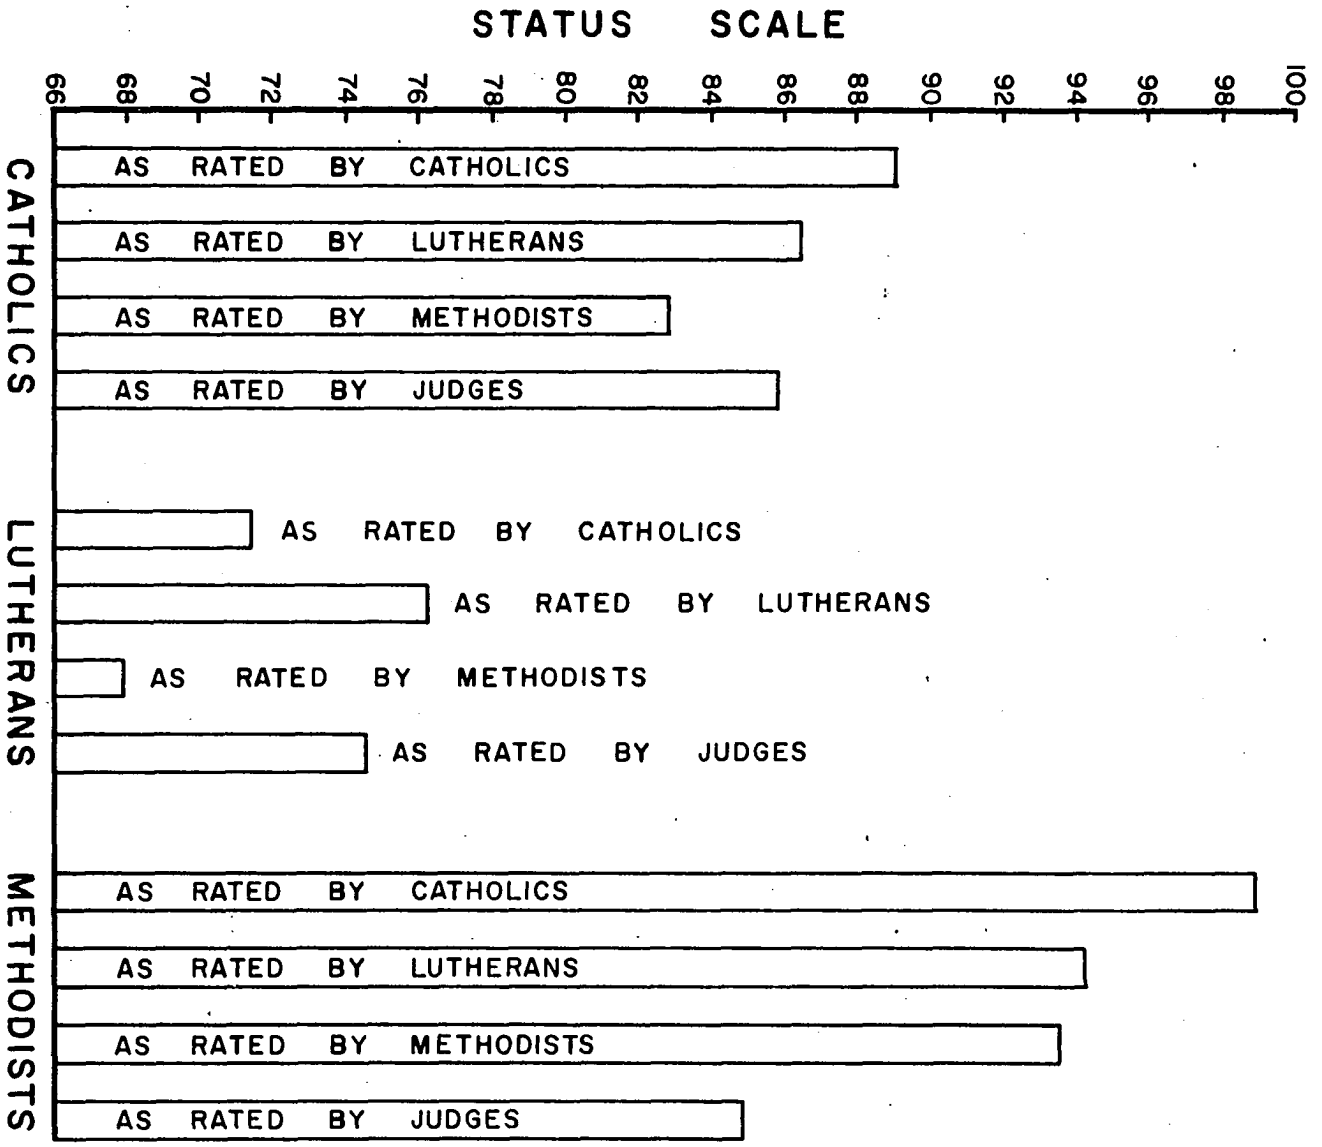 STATUS SCALE
66 68 70 72 74 76 78 80 82 84 86 88 90 92 94 96 98 100
CATHOLICS
AS RATED BY CATHOLICS
AS RATED BY LUTHERANS
AS RATED BY METHODISTS
AS RATED BY JUDGES
LUTHERANS
AS RATED BY CATHOLICS
AS RATED BY LUTHERANS
AS RATED BY METHODISTS
AS RATED BY JUDGES
METHODISTS
AS RATED BY CATHOLICS
AS RATED BY LUTHERANS
AS RATED BY METHODISTS
AS RATED BY JUDGES